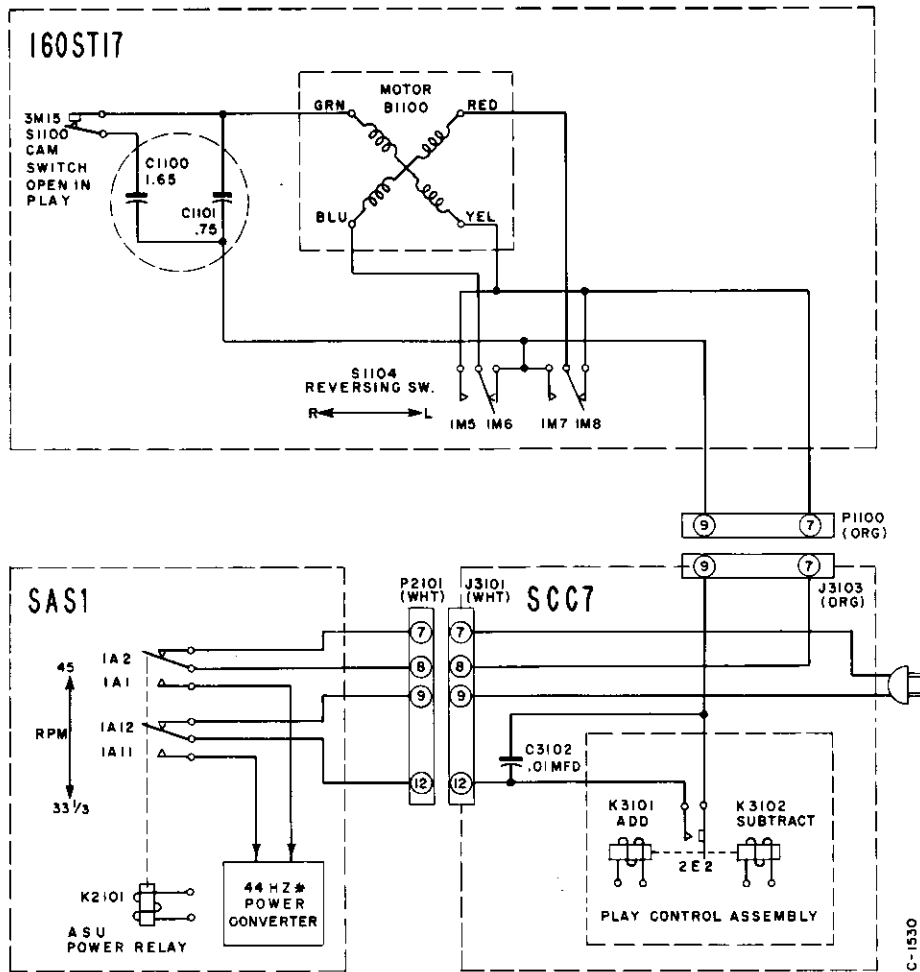 160ST17
MOTOR
B1100
GRN
RED
3M15
S1100
CAM
SWITCH
OPEN IN
PLAY
C1100
1.65
C1101
.75
BLU
YEL
S1104
REVERSING SW.
R L
1M5 1M6 1M7 1M8
9 7
P1100
(ORG)
9 7
J3103
(ORG)
SAS1
P2101
(WHT)
J3101
(WHT)
SCC7
7 7
8 8
9 9
12 12
45
RPM
33 1/3
1A2
1A1
1A12
1A11
C3102
.01MFD
K3101
ADD
K3102
SUBTRACT
2E2
PLAY CONTROL ASSEMBLY
K2101
ASU
POWER RELAY
44 HZ*
POWER
CONVERTER
C-1530